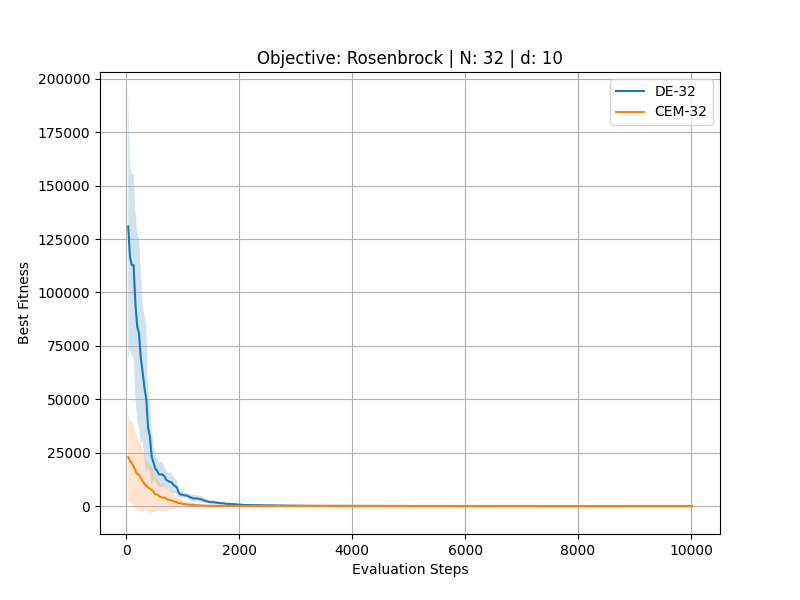 Objective: Rosenbrock | N: 32 | d: 10
DE-32
CEM-32
200000
175000
150000
125000
100000
75000
50000
25000
0
Best Fitness
0 2000 4000 6000 8000 10000
Evaluation Steps